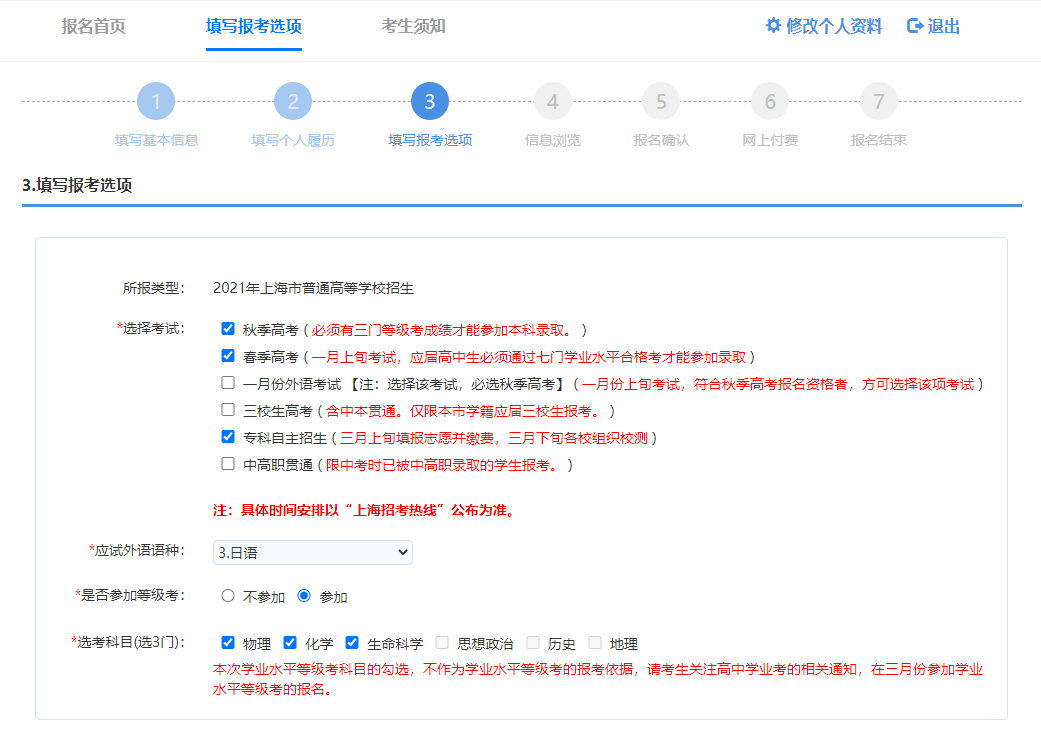 报名首页 填写报考选项 考生须知 修改个人资料 退出
1 2 3 4 5 6 7
填写基本信息 填写个人履历 填写报考选项 信息浏览 报名确认 网上付费 报名结束
3.填写报考选项
所报类型： 2021年上海市普通高等学校招生
*选择考试： 秋季高考 ( 必须有三门等级考成绩才能参加本科录取。 )
春季高考 ( 一月上旬考试，应届高中生必须通过七门学业水平合格考才能参加录取 )
一月份外语考试 【注：选择该考试，必选秋季高考】 ( 一月份上旬考试，符合秋季高考报名资格者，方可选择该项考试 )
三校生高考 ( 含中本贯通。仅限本市学籍应届三校生报考。 )
专科自主招生 ( 三月上旬填报志愿并缴费，三月下旬各校组织校测 )
中高职贯通 ( 限中考时已被中高职录取的学生报考。 )
注：具体时间安排以“上海招考热线”公布为准。
*应试外语语种： 3.日语
*是否参加等级考： 不参加 参加
*选考科目(选3门)： 物理 化学 生命科学 思想政治 历史 地理
本次学业水平等级考科目的勾选，不作为学业水平等级考的报考依据，请考生关注高中学业考的相关通知，在三月份参加学业
水平等级考的报名。